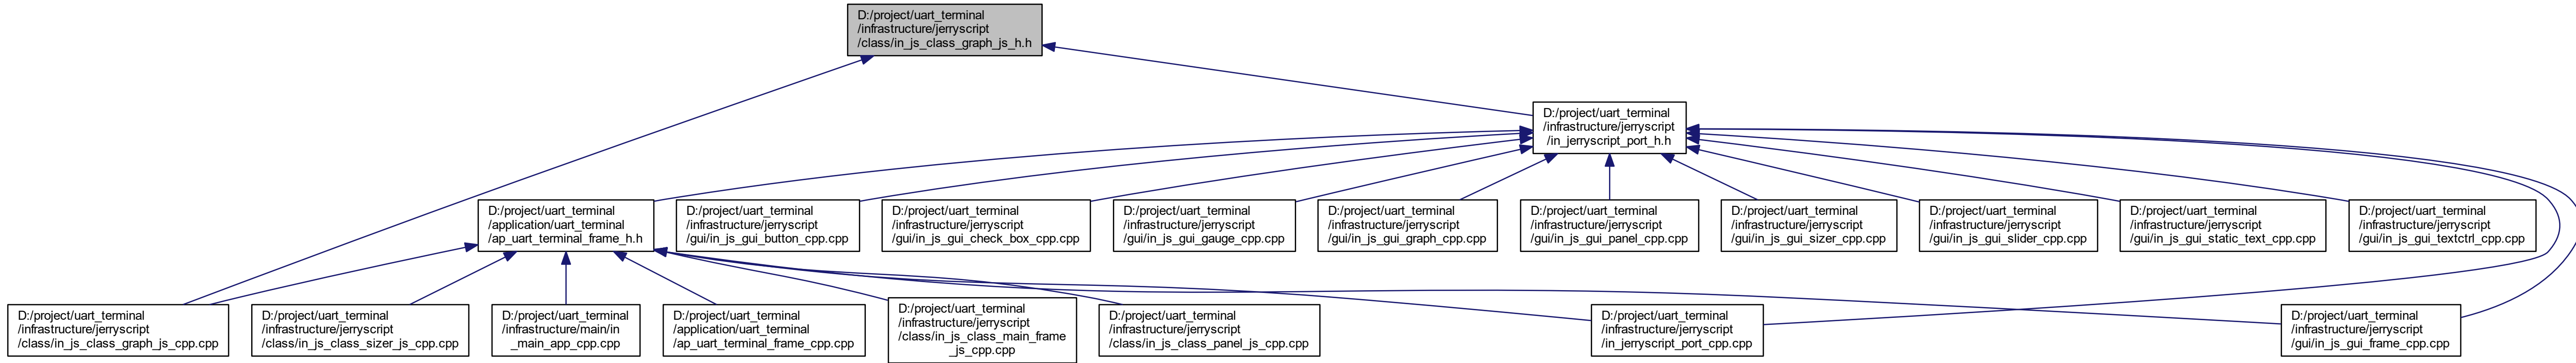 D:/project/uart_terminal
/infrastructure/jerryscript
/class/in_js_class_graph_js_h.h
D:/project/uart_terminal
/infrastructure/jerryscript
/in_jerryscript_port_h.h
D:/project/uart_terminal
/application/uart_terminal
/ap_uart_terminal_frame_h.h
D:/project/uart_terminal
/infrastructure/jerryscript
/gui/in_js_gui_button_cpp.cpp
D:/project/uart_terminal
/infrastructure/jerryscript
/gui/in_js_gui_check_box_cpp.cpp
D:/project/uart_terminal
/infrastructure/jerryscript
/gui/in_js_gui_gauge_cpp.cpp
D:/project/uart_terminal
/infrastructure/jerryscript
/gui/in_js_gui_graph_cpp.cpp
D:/project/uart_terminal
/infrastructure/jerryscript
/gui/in_js_gui_panel_cpp.cpp
D:/project/uart_terminal
/infrastructure/jerryscript
/gui/in_js_gui_sizer_cpp.cpp
D:/project/uart_terminal
/infrastructure/jerryscript
/gui/in_js_gui_slider_cpp.cpp
D:/project/uart_terminal
/infrastructure/jerryscript
/gui/in_js_gui_static_text_cpp.cpp
D:/project/uart_terminal
/infrastructure/jerryscript
/gui/in_js_gui_textctrl_cpp.cpp
D:/project/uart_terminal
/infrastructure/jerryscript
/class/in_js_class_graph_js_cpp.cpp
D:/project/uart_terminal
/infrastructure/jerryscript
/class/in_js_class_sizer_js_cpp.cpp
D:/project/uart_terminal
/infrastructure/main/in
_main_app_cpp.cpp
D:/project/uart_terminal
/application/uart_terminal
/ap_uart_terminal_frame_cpp.cpp
D:/project/uart_terminal
/infrastructure/jerryscript
/class/in_js_class_main_frame
_js_cpp.cpp
D:/project/uart_terminal
/infrastructure/jerryscript
/class/in_js_class_panel_js_cpp.cpp
D:/project/uart_terminal
/infrastructure/jerryscript
/in_jerryscript_port_cpp.cpp
D:/project/uart_terminal
/infrastructure/jerryscript
/gui/in_js_gui_frame_cpp.cpp